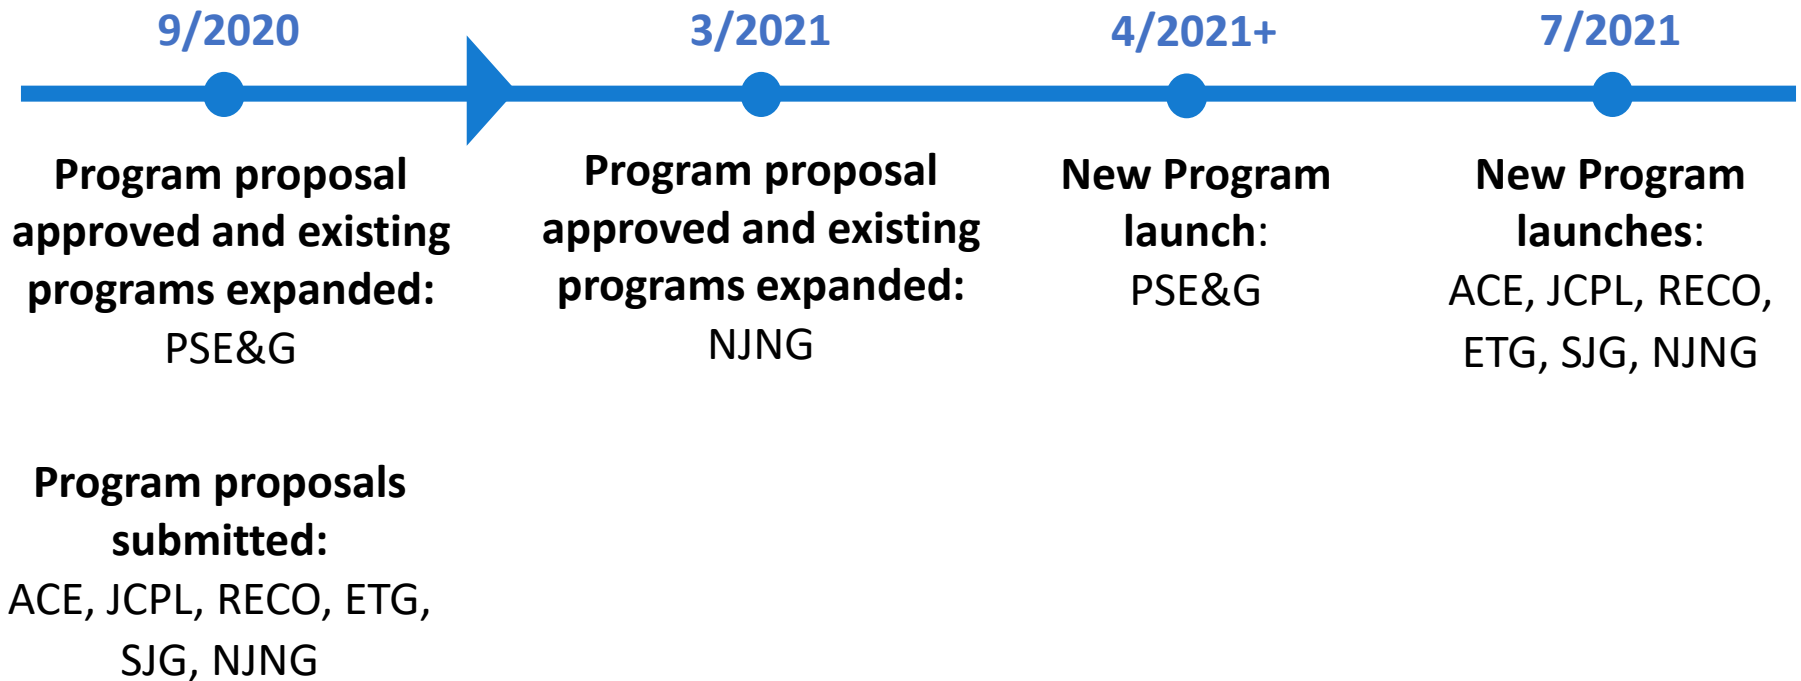 9/2020
Program proposal
approved and existing
programs expanded:
PSE&G
Program proposals
submitted:
ACE, JCPL, RECO, ETG,
SJG, NJNG
3/2021
Program proposal
approved and existing
programs expanded:
NJNG
4/2021+
New Program
launch:
PSE&G
7/2021
New Program
launches:
ACE, JCPL, RECO,
ETG, SJG, NJNG